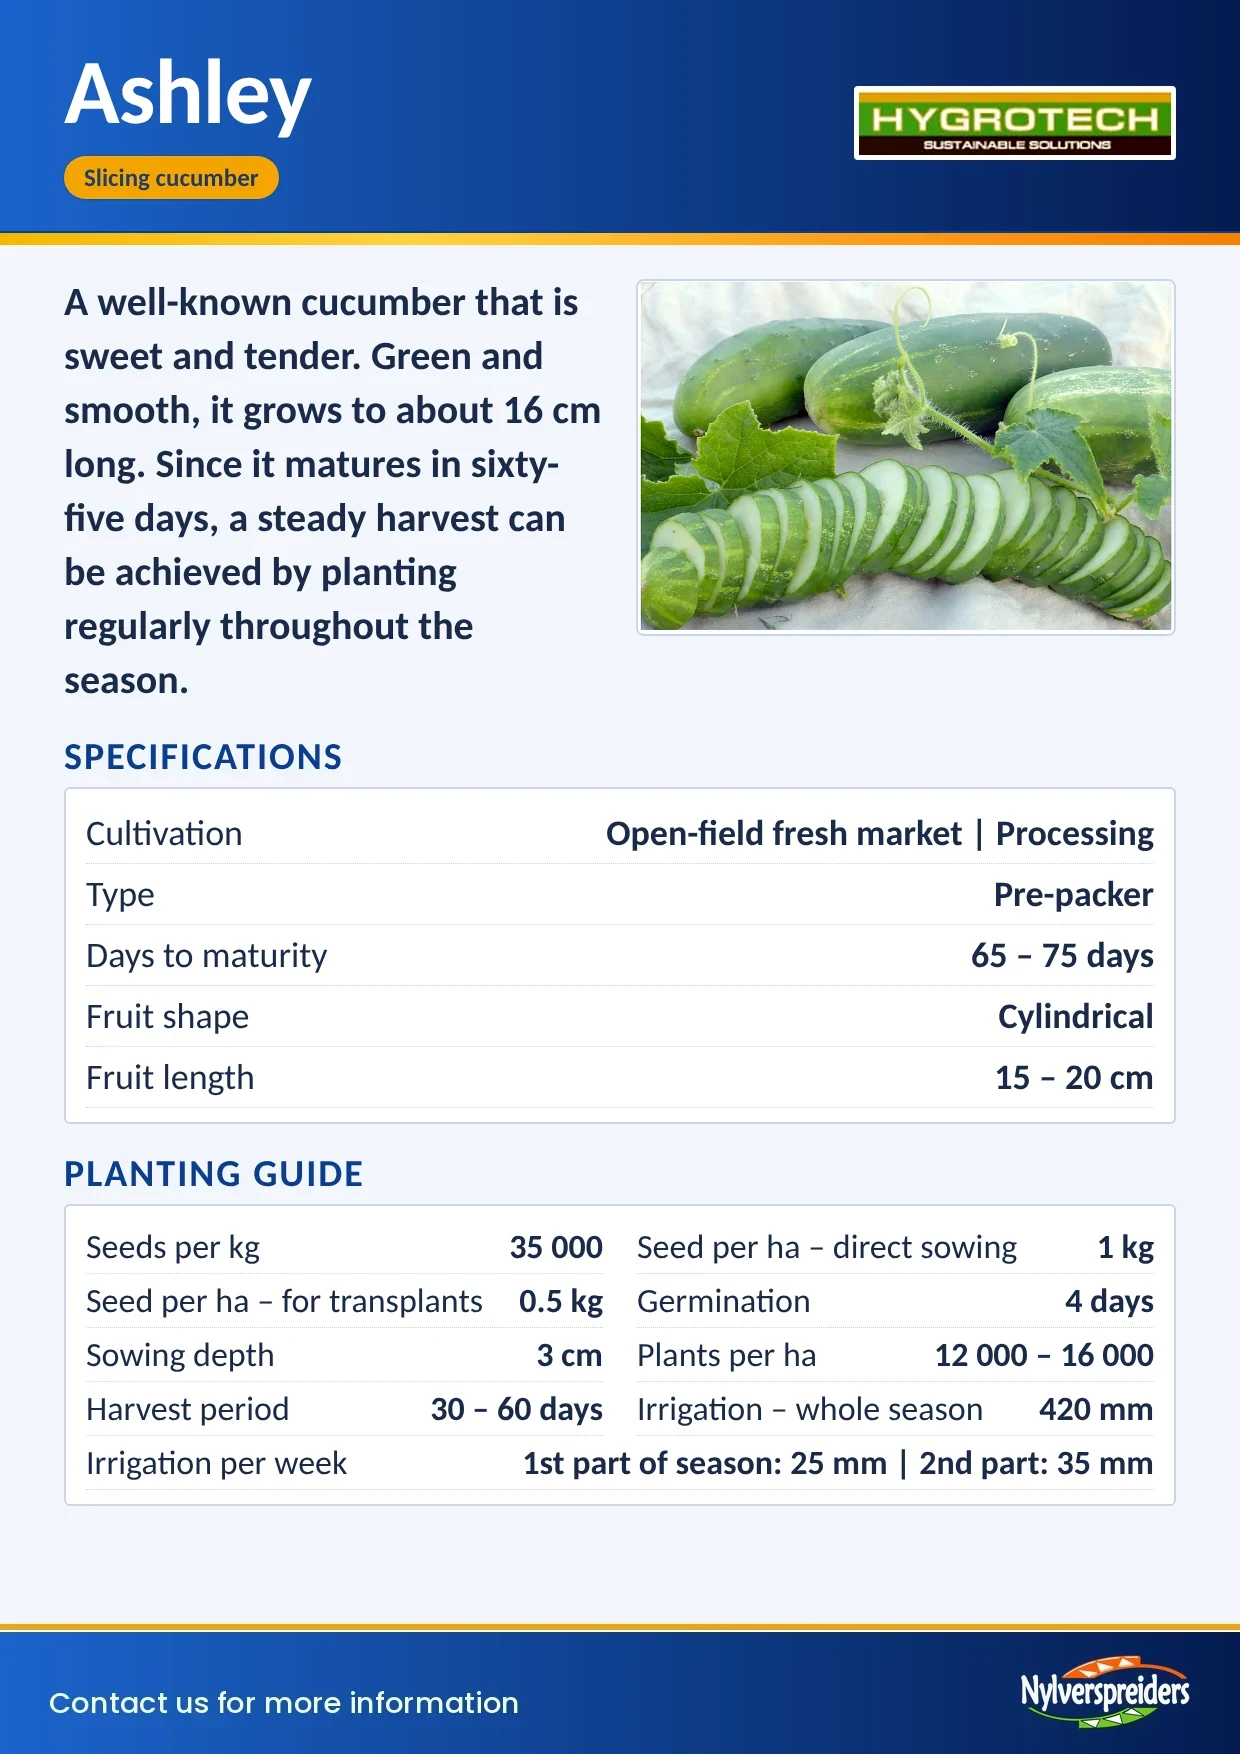 Ashley
HYGROTECH
SUSTAINABLE SOLUTIONS
Slicing cucumber
A well-known cucumber that is
sweet and tender. Green and
smooth, it grows to about 16 cm
long. Since it matures in sixty-
five days, a steady harvest can
be achieved by planting
regularly throughout the
season.
SPECIFICATIONS
Cultivation Open-field fresh market | Processing
Type Pre-packer
Days to maturity 65 – 75 days
Fruit shape Cylindrical
Fruit length 15 – 20 cm
PLANTING GUIDE
Seeds per kg 35 000 Seed per ha – direct sowing 1 kg
Seed per ha – for transplants 0.5 kg Germination 4 days
Sowing depth 3 cm Plants per ha 12 000 – 16 000
Harvest period 30 – 60 days Irrigation – whole season 420 mm
Irrigation per week 1st part of season: 25 mm | 2nd part: 35 mm
Contact us for more information
Nylverspreiders